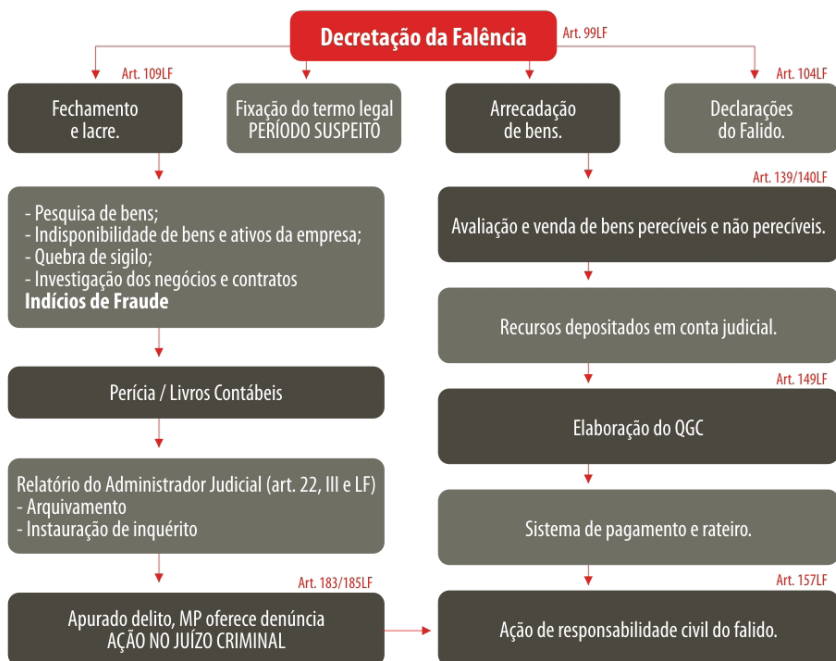 Decretação da Falência
Art. 99LF
Art. 109LF
Art. 104LF
Fechamento
e lacre.
Fixação do termo legal
PERÍODO SUSPEITO
Arrecadação
de bens.
Declarações
do Falido.
- Pesquisa de bens;
- Indisponibilidade de bens e ativos da empresa;
- Quebra de sigilo;
- Investigação dos negócios e contratos
Indícios de Fraude
Perícia / Livros Contábeis
Relatório do Administrador Judicial (art. 22, III e LF)
- Arquivamento
- Instauração de inquérito
Art. 183/185LF
Apurado delito, MP oferece denúncia
AÇÃO NO JUÍZO CRIMINAL
Art. 139/140LF
Avaliação e venda de bens perecíveis e não perecíveis.
Recursos depositados em conta judicial.
Art. 149LF
Elaboração do QGC
Sistema de pagamento e rateiro.
Art. 157LF
Ação de responsabilidade civil do falido.